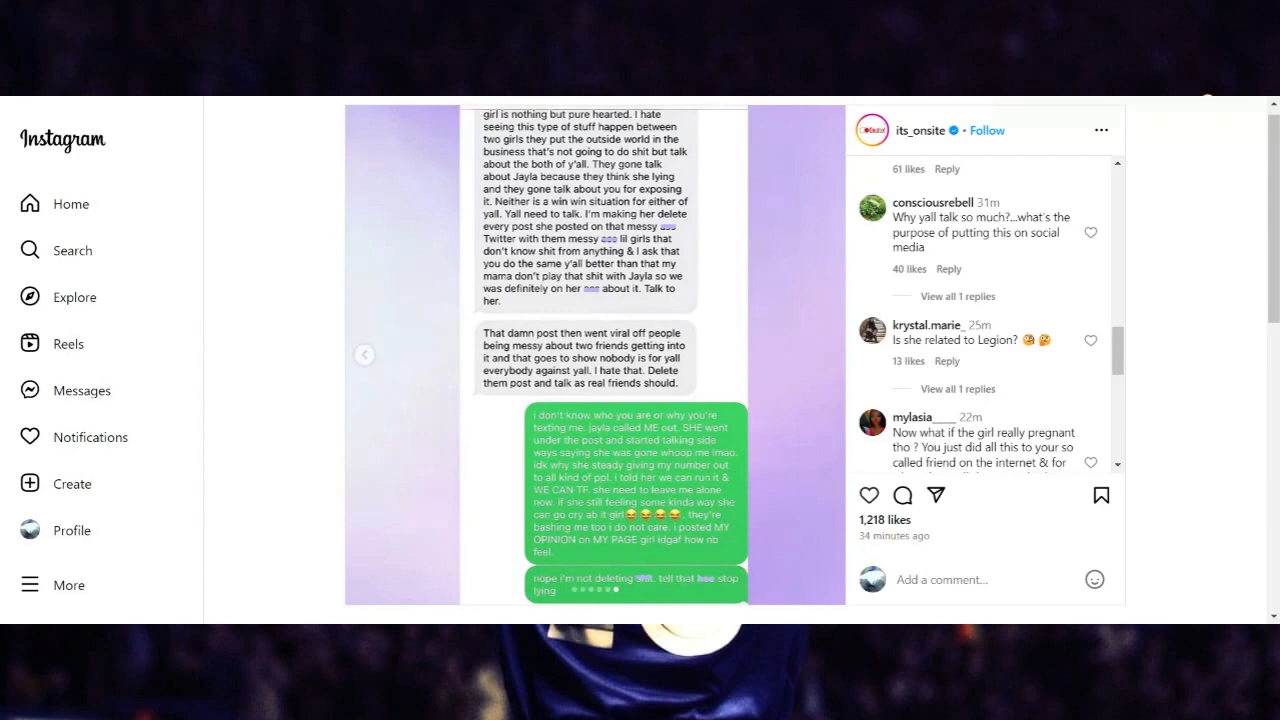 Instagram
Home
Search
Explore
Reels
Messages
Notifications
Create
Profile
More
girl is nothing but pure hearted. I hate
seeing this type of stuff happen between
two girls they put the outside world in the
business that's not going to do shit but talk
about the both of y'all. They gone talk
about Jayla because they think she lying
and they gone talk about you for exposing
it. Neither is a win win situation for either of
yall. Yall need to talk. I'm making her delete
every post she posted on that messy
Twitter with them messy lil girls that
don't know shit from anything & I ask that
you do the same y'all better than that my
mama don't play that shit with Jayla so we
was definitely on her about it. Talk to
her.
That damn post then went viral off people
being messy about two friends getting into
it and that goes to show nobody is for yall
everybody against yall. I hate that. Delete
them post and talk as real friends should.
i don't know who you are or why you're
texting me. jayla called ME out. SHE went
under the post and started talking side
ways saying she was gone whoop me lmao.
idk why she steady giving my number out
to all kind of ppl. i told her we can run it &
WE CAN TF. she need to leave me alone
now. if she still feeling some kinda way she
can go cry ab it girl😂😂😂😂. they're
bashing me too i do not care. i posted MY
OPINION on MY PAGE girl idgaf how nb
feel.
nope i'm not deleting shit. tell that hoe stop
lying
its_onsite • Follow
61 likes Reply
consciousrebell 31m
Why yall talk so much?...what's the
purpose of putting this on social
media
40 likes Reply
View all 1 replies
krystal.marie_ 25m
Is she related to Legion? 🧐 🤔
13 likes Reply
View all 1 replies
mylasia____ 22m
Now what if the girl really pregnant
tho ? You just did all this to your so
called friend on the internet & for
1,218 likes
34 minutes ago
Add a comment...